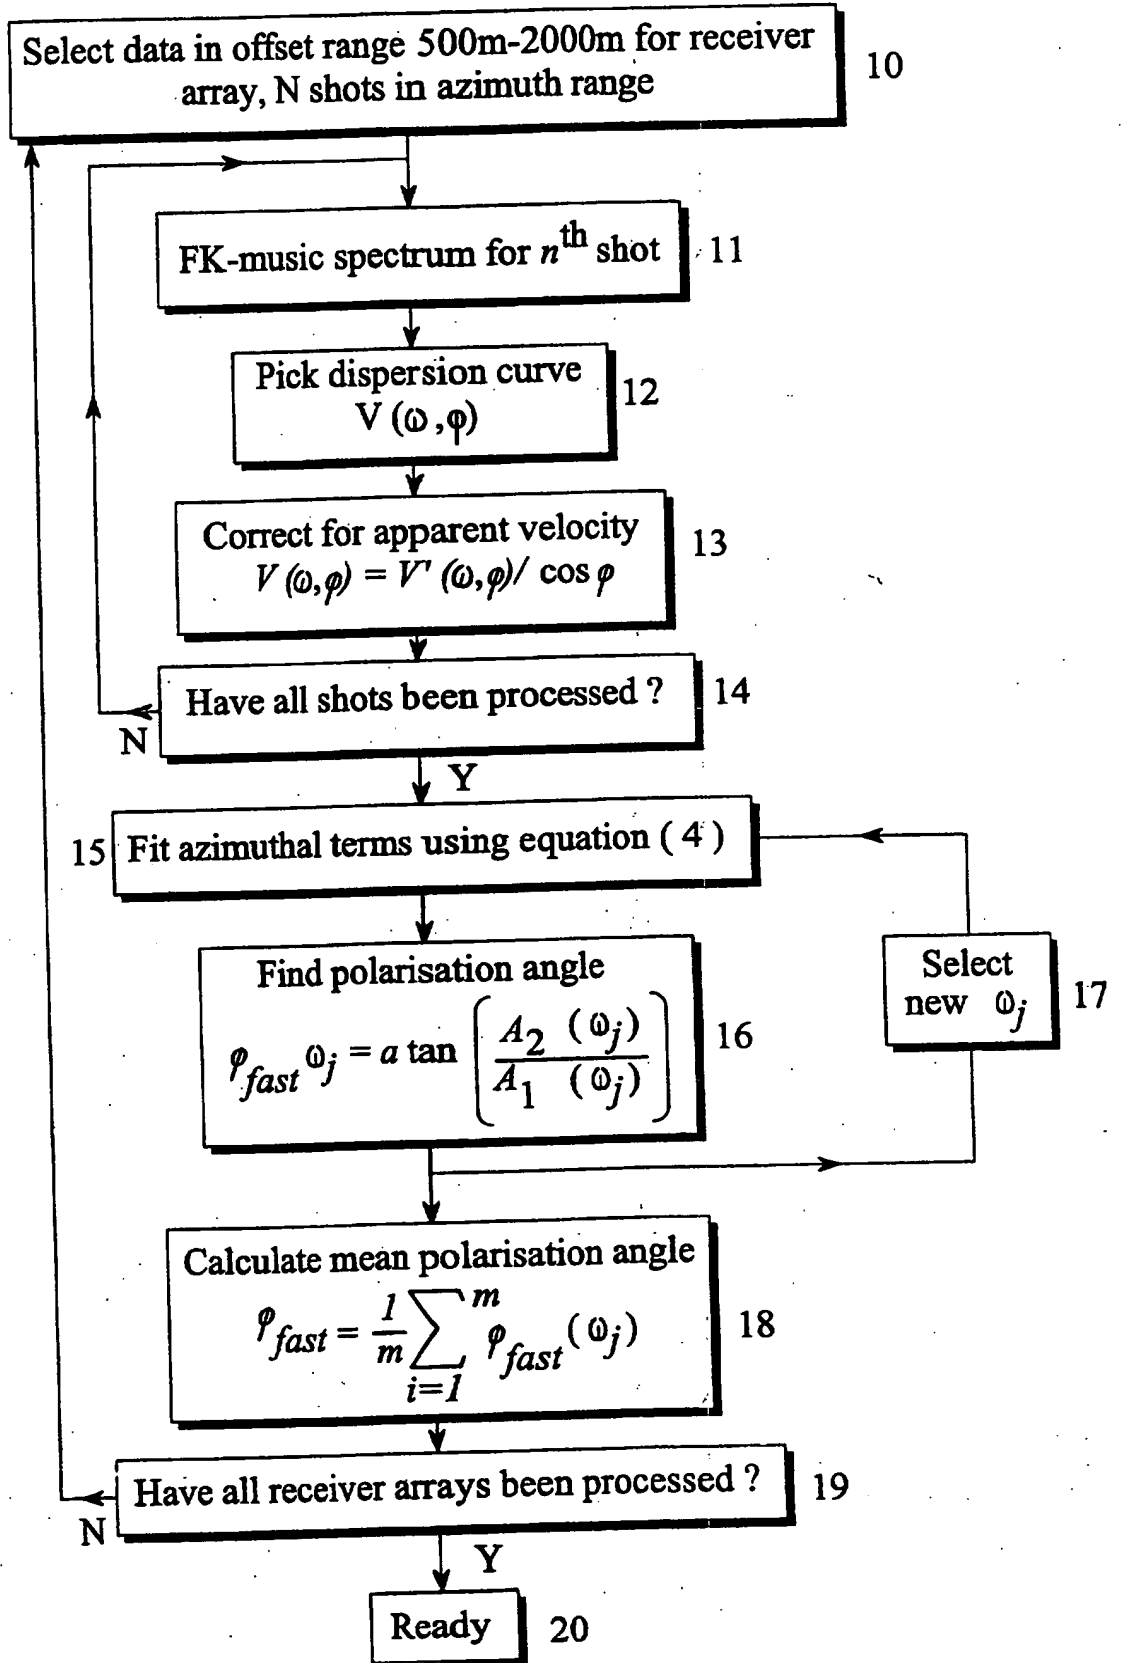 Select data in offset range 500m-2000m for receiver
array, N shots in azimuth range
10
FK-music spectrum for nth shot
11
Pick dispersion curve
V (ω,φ)
12
Correct for apparent velocity
V (ω,φ) = V' (ω,φ)/ cos φ
13
Have all shots been processed ?
14
N
Y
15
Fit azimuthal terms using equation ( 4 )
Find polarisation angle
φfast ωj = a tan ( A2 (ωj) / A1 (ωj) )
16
Select
new ωj
17
Calculate mean polarisation angle
φfast = 1/m ∑ i=1 m φfast (ωj)
18
Have all receiver arrays been processed ?
19
N
Y
Ready
20